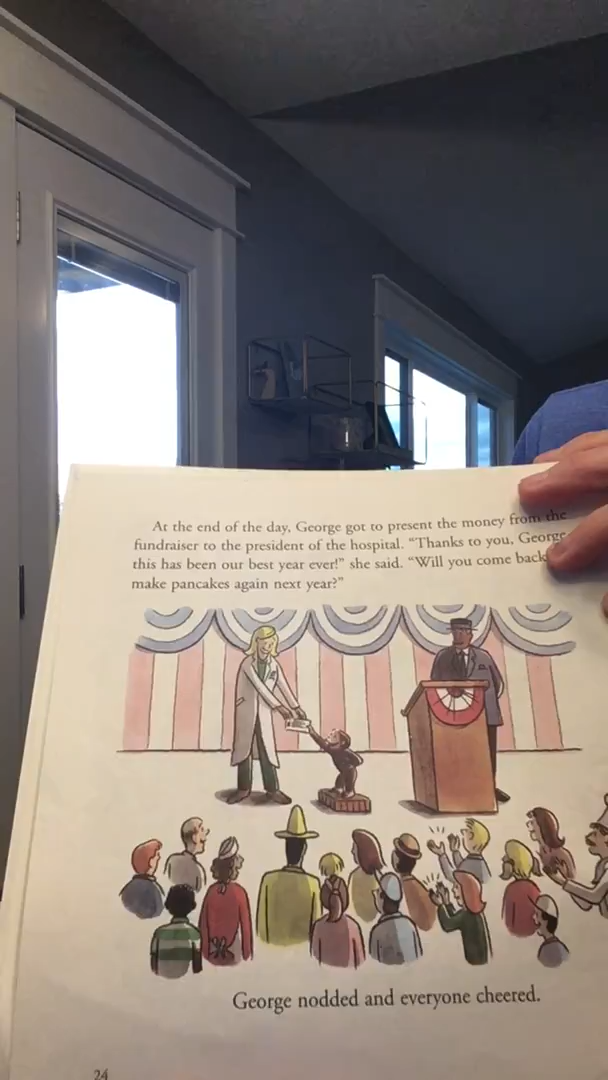 At the end of the day, George got to present the money from the
fundraiser to the president of the hospital. “Thanks to you, George,
this has been our best year ever!” she said. “Will you come back
make pancakes again next year?”
George nodded and everyone cheered.
24